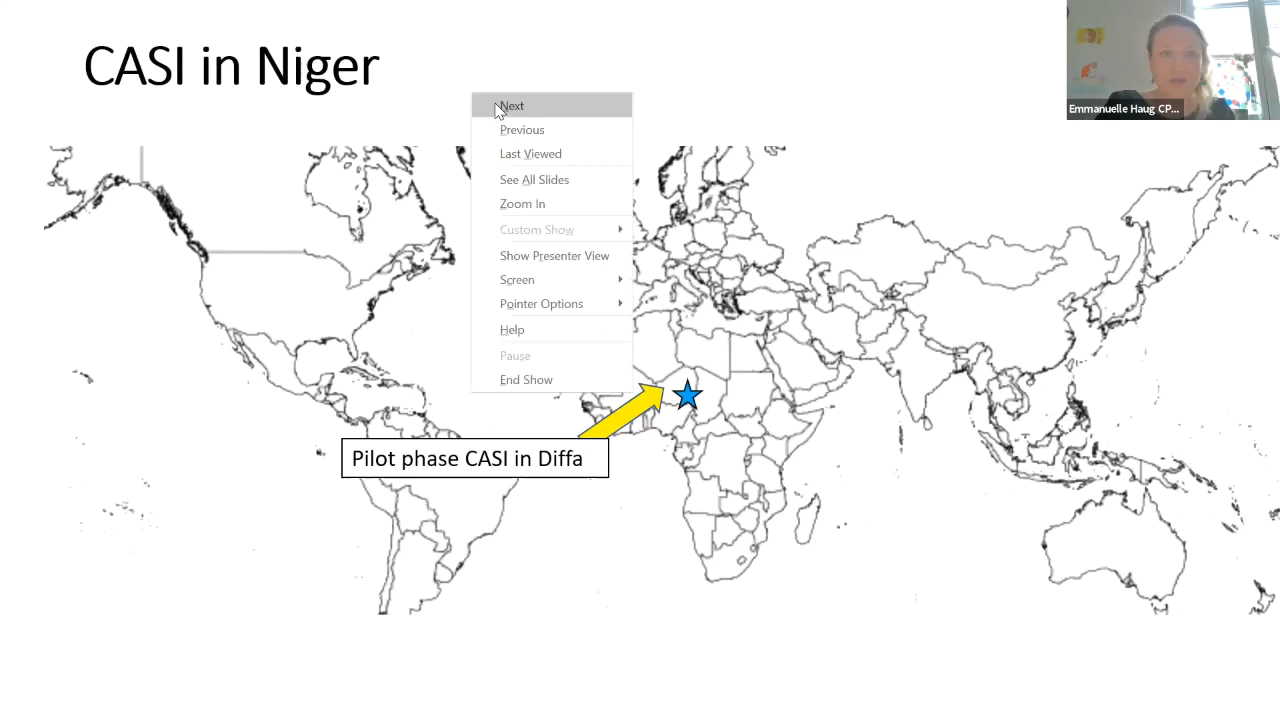 CASI in Niger
Emmanuelle Haug CP...
Next
Previous
Last Viewed
See All Slides
Zoom In
Custom Show
Show Presenter View
Screen
Pointer Options
Help
Pause
End Show
Pilot phase CASI in Diffa